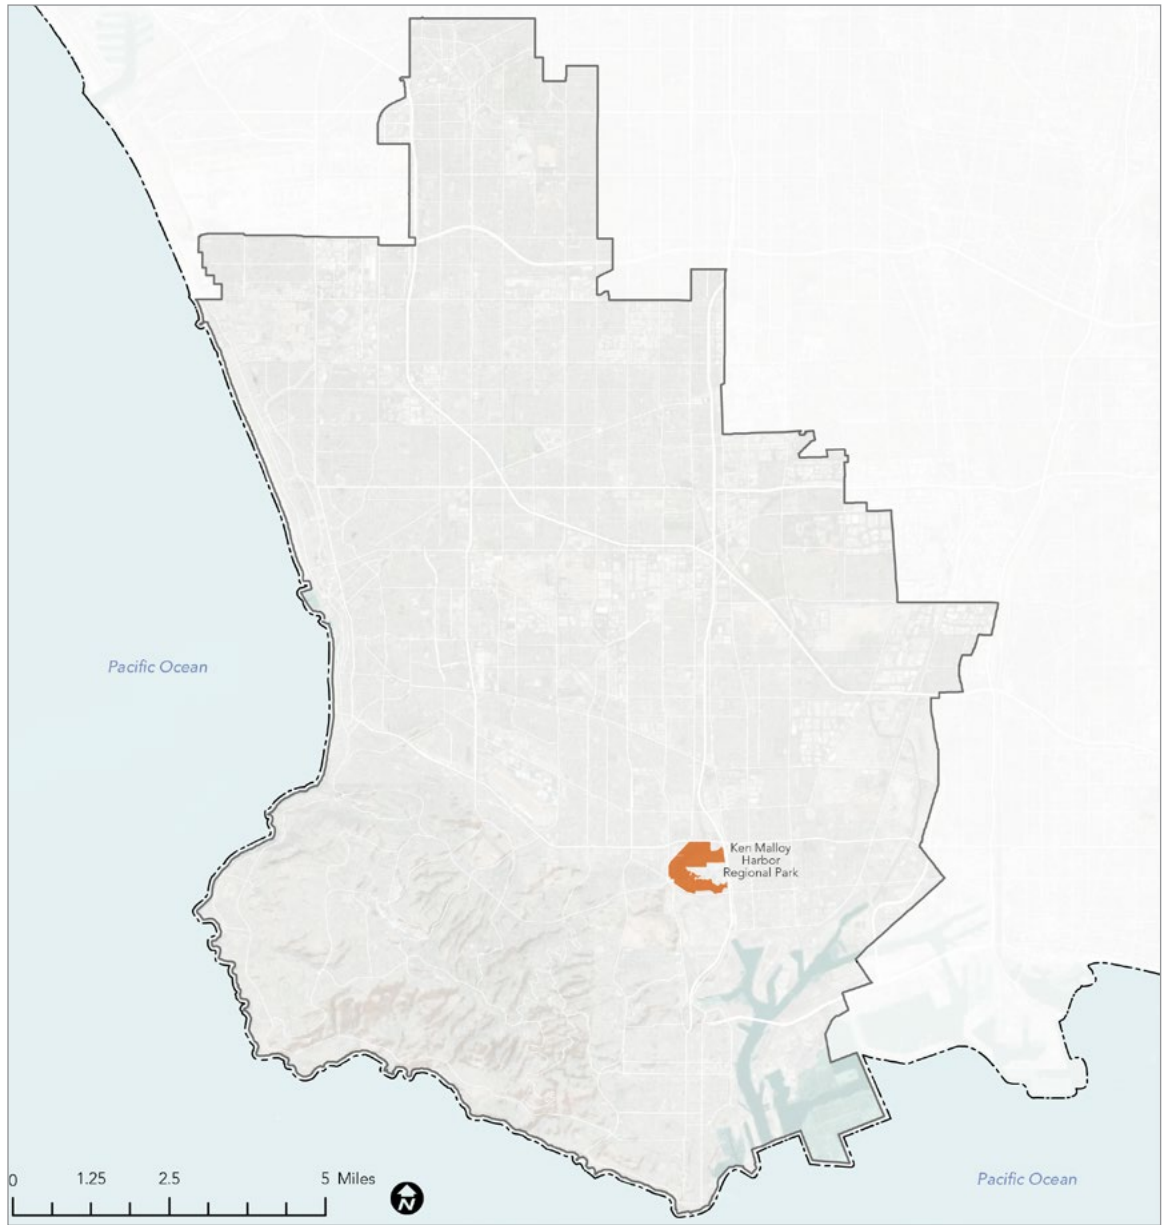 Pacific Ocean
Ken Malloy
Harbor
Regional Park
0 1.25 2.5 5 Miles
N
Pacific Ocean